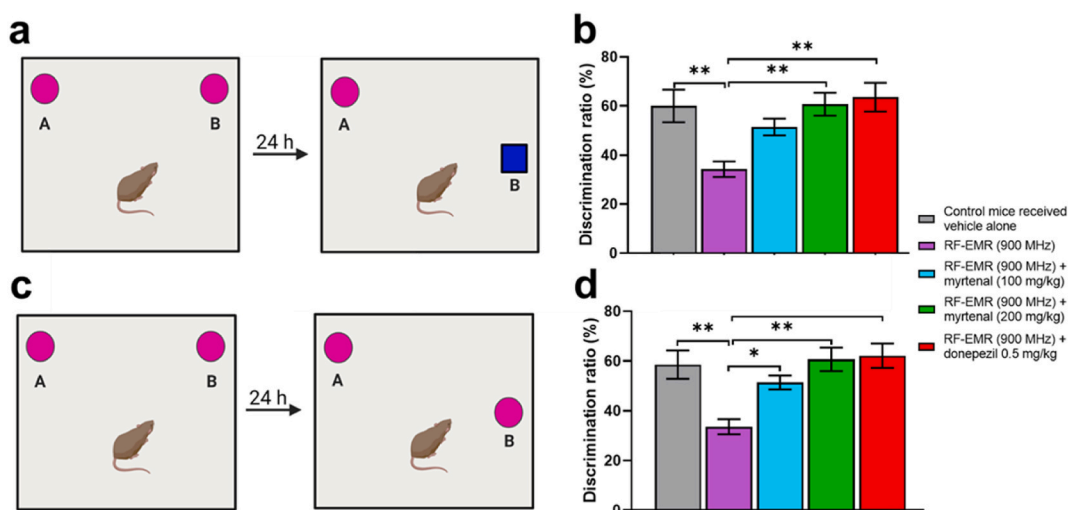 a
A
B
24 h
A
B
b
Discrimination ratio (%)
80
60
40
20
0
**
**
**
Control mice received
vehicle alone
RF-EMR (900 MHz)
RF-EMR (900 MHz) +
myrtenal (100 mg/kg)
RF-EMR (900 MHz) +
myrtenal (200 mg/kg)
RF-EMR (900 MHz) +
donepezil 0.5 mg/kg
c
A
B
24 h
A
B
d
Discrimination ratio (%)
80
60
40
20
0
**
**
*